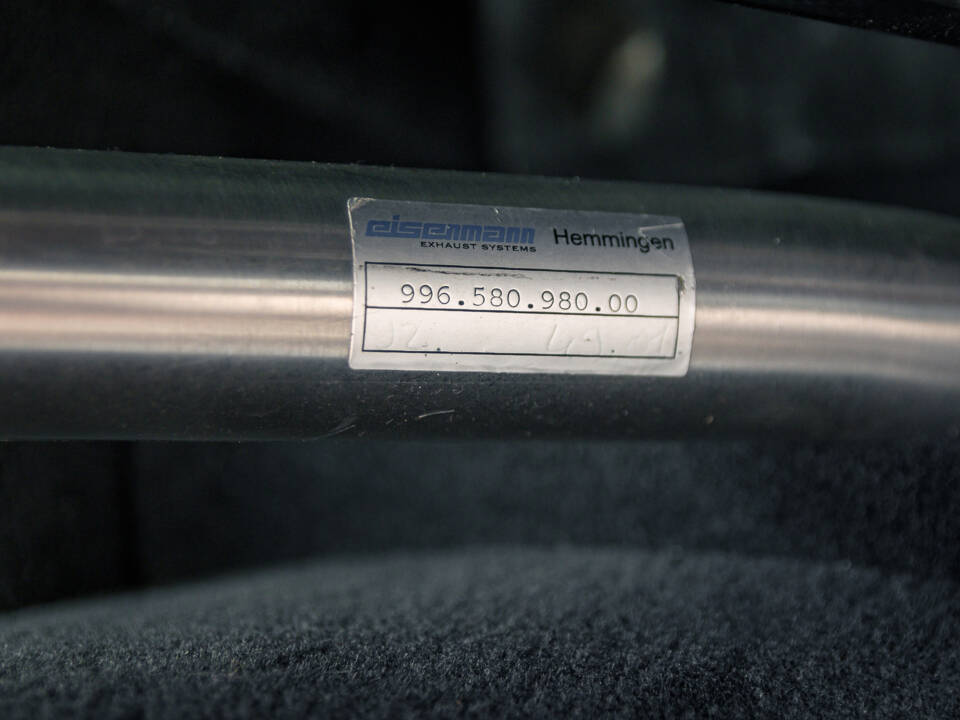 eisenmann Hemmingen
EXHAUST SYSTEMS
996.580.980.00